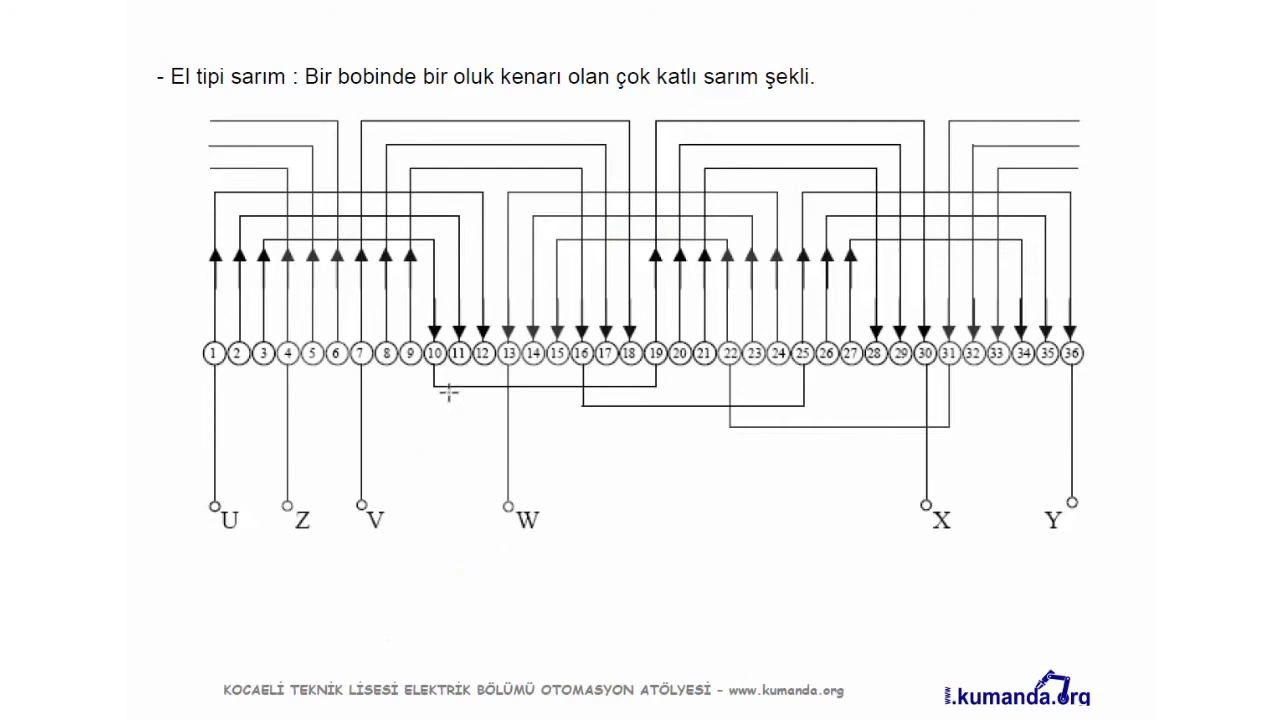 - El tipi sarım : Bir bobinde bir oluk kenarı olan çok katlı sarım şekli.
1 2 3 4 5 6 7 8 9 10 11 12 13 14 15 16 17 18 19 20 21 22 23 24 25 26 27 28 29 30 31 32 33 34 35 36
U Z V W X Y
KOCAELİ TEKNİK LİSESİ ELEKTRİK BÖLÜMÜ OTOMASYON ATÖLYESİ - www.kumanda.org
www.kumanda.org